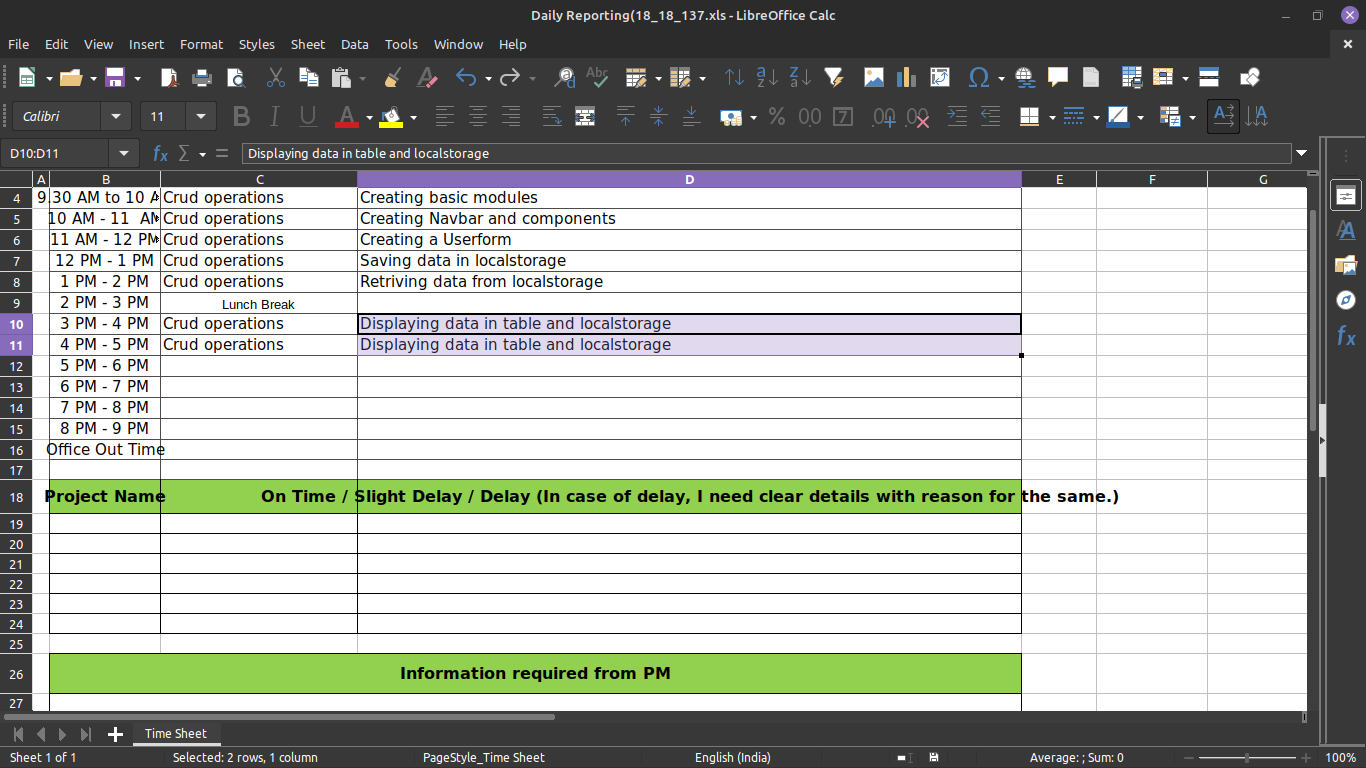 Daily Reporting(18_18_137.xls - LibreOffice Calc
File Edit View Insert Format Styles Sheet Data Tools Window Help
Calibri 11
D10:D11 Displaying data in table and localstorage
A B C D E F G
4 9.30 AM to 10 A Crud operations Creating basic modules
5 10 AM - 11 AM Crud operations Creating Navbar and components
6 11 AM - 12 PM Crud operations Creating a Userform
7 12 PM - 1 PM Crud operations Saving data in localstorage
8 1 PM - 2 PM Crud operations Retriving data from localstorage
9 2 PM - 3 PM Lunch Break
10 3 PM - 4 PM Crud operations Displaying data in table and localstorage
11 4 PM - 5 PM Crud operations Displaying data in table and localstorage
12 5 PM - 6 PM
13 6 PM - 7 PM
14 7 PM - 8 PM
15 8 PM - 9 PM
16 Office Out Time
17
18 Project Name On Time / Slight Delay / Delay (In case of delay, I need clear details with reason for the same.)
19
20
21
22
23
24
25
26 Information required from PM
27
Time Sheet
Sheet 1 of 1 Selected: 2 rows, 1 column PageStyle_Time Sheet English (India) Average: ; Sum: 0 100%